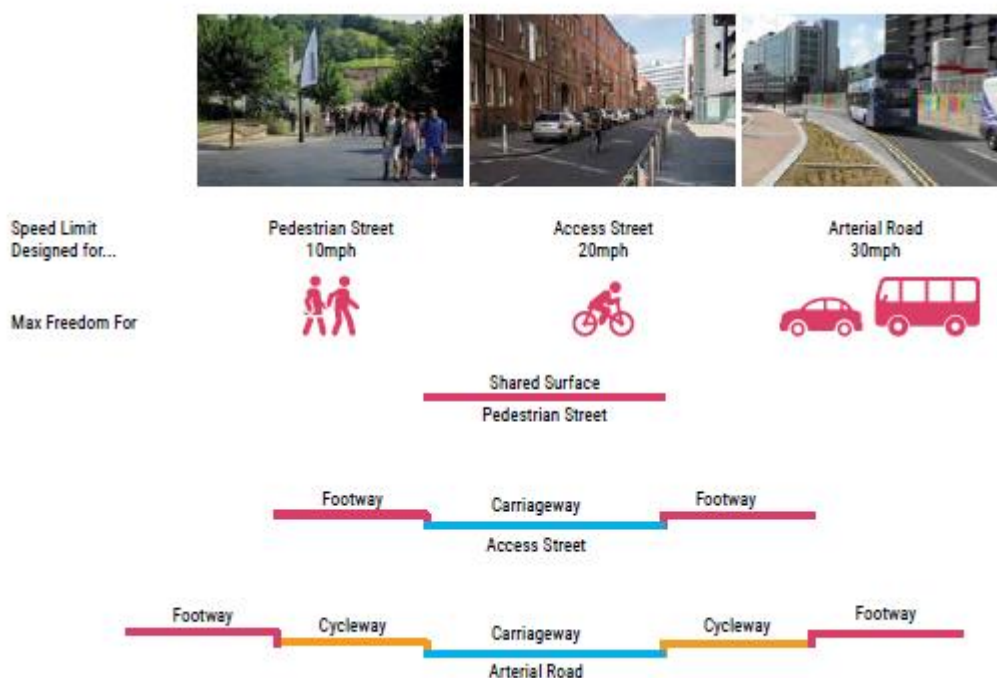 Speed Limit
Designed for...
Pedestrian Street
10mph
Access Street
20mph
Arterial Road
30mph
Max Freedom For
Shared Surface
Pedestrian Street
Footway
Carriageway
Footway
Access Street
Footway
Cycleway
Carriageway
Cycleway
Footway
Arterial Road